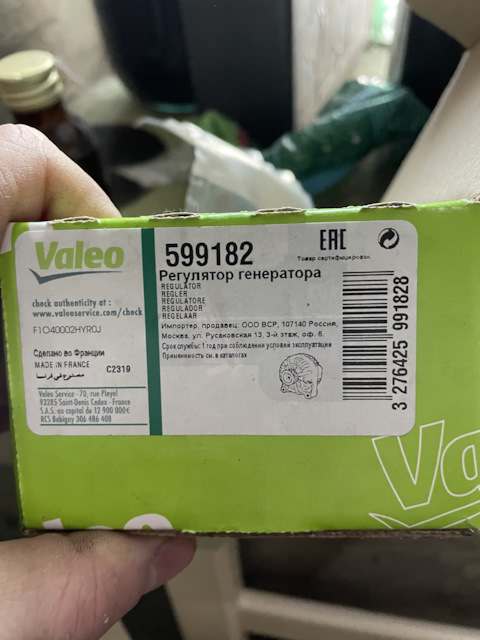 Valeo
599182
EAC
Товар сертифицирован
Регулятор генератора
REGULATOR
REGLER
REGULATORE
REGULADOR
REGELAAR
check authenticity at :
www.valeoservice.com/check
F1O40002HYR0J
Сделано во Франции
MADE IN FRANCE
صنع في فرنسا
C2319
Импортер, продавец: ООО ВСР, 107140 Россия,
Москва, ул. Русаковская 13, 3-й этаж, оф. 6.
Срок службы: 1 год при соблюдении условий эксплуатации
Применимость см. в каталогах
Valeo Service - 70, rue Pleyel
93285 Saint-Denis Cedex - France
S.A.S. au capital de 12 900 000€
RCS Bobigny 306 486 408
3 276425 991828
Va